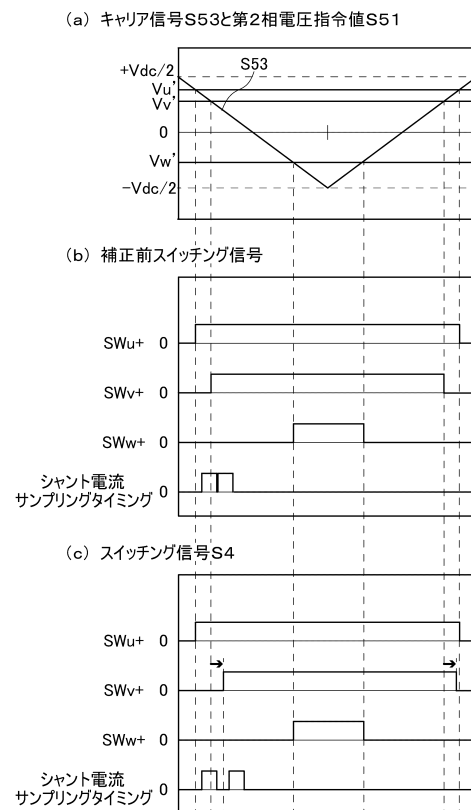 (a) キャリア信号S53と第2相電圧指令値S51
S53
+Vdc/2
Vu'
Vv'
0
Vw'
-Vdc/2
(b) 補正前スイッチング信号
SWu+ 0
SWv+ 0
SWw+ 0
シャント電流
サンプリングタイミング 0
(c) スイッチング信号S4
SWu+ 0
SWv+ 0
SWw+ 0
シャント電流
サンプリングタイミング 0